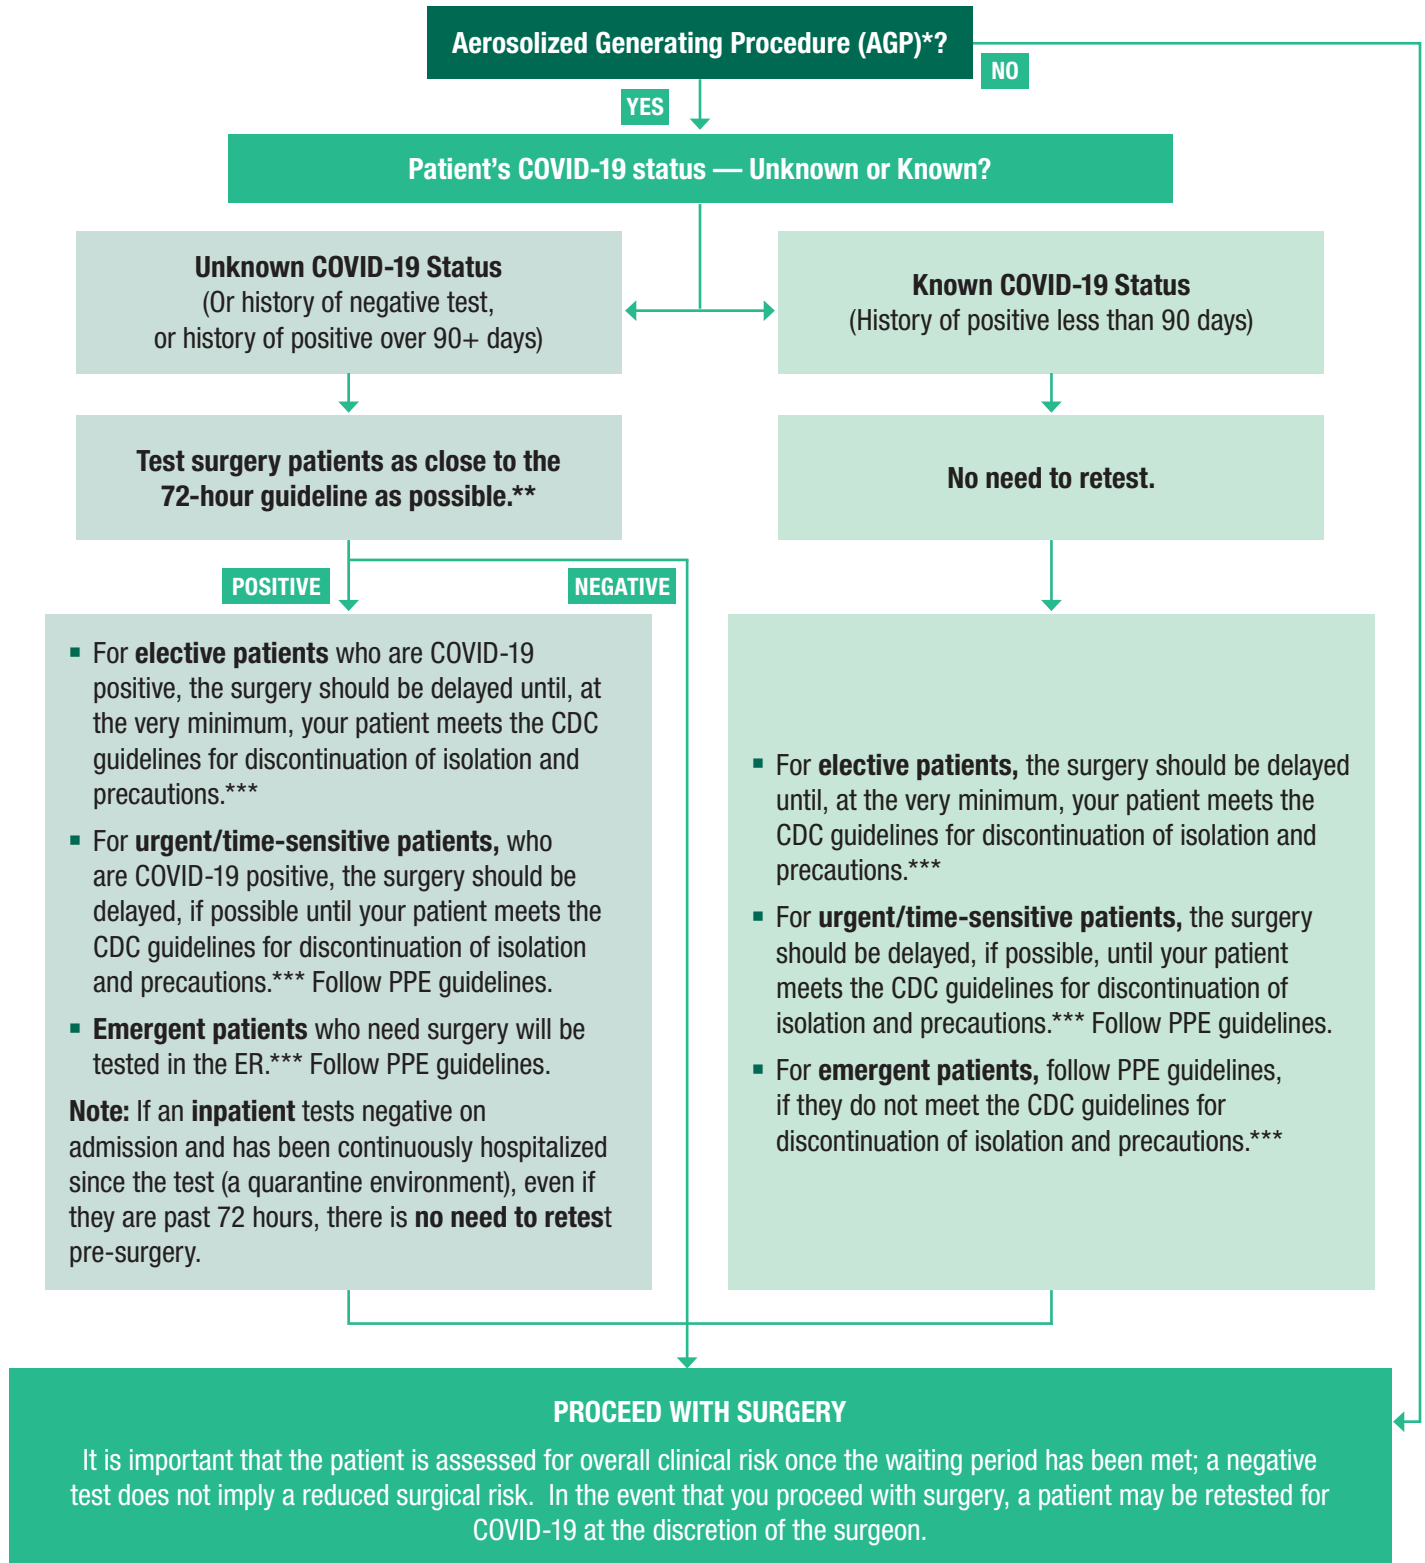 Aerosolized Generating Procedure (AGP)*?
NO
YES
Patient’s COVID-19 status — Unknown or Known?
Unknown COVID-19 Status
(Or history of negative test,
or history of positive over 90+ days)
Known COVID-19 Status
(History of positive less than 90 days)
Test surgery patients as close to the
72-hour guideline as possible.**
No need to retest.
POSITIVE
NEGATIVE
▪ For elective patients who are COVID-19
positive, the surgery should be delayed until, at
the very minimum, your patient meets the CDC
guidelines for discontinuation of isolation and
precautions.***
▪ For urgent/time-sensitive patients, who
are COVID-19 positive, the surgery should be
delayed, if possible until your patient meets the
CDC guidelines for discontinuation of isolation
and precautions.*** Follow PPE guidelines.
▪ Emergent patients who need surgery will be
tested in the ER.*** Follow PPE guidelines.
Note: If an inpatient tests negative on
admission and has been continuously hospitalized
since the test (a quarantine environment), even if
they are past 72 hours, there is no need to retest
pre-surgery.
▪ For elective patients, the surgery should be delayed
until, at the very minimum, your patient meets the
CDC guidelines for discontinuation of isolation and
precautions.***
▪ For urgent/time-sensitive patients, the surgery
should be delayed, if possible, until your patient
meets the CDC guidelines for discontinuation of
isolation and precautions.*** Follow PPE guidelines.
▪ For emergent patients, follow PPE guidelines,
if they do not meet the CDC guidelines for
discontinuation of isolation and precautions.***
PROCEED WITH SURGERY
It is important that the patient is assessed for overall clinical risk once the waiting period has been met; a negative
test does not imply a reduced surgical risk. In the event that you proceed with surgery, a patient may be retested for
COVID-19 at the discretion of the surgeon.